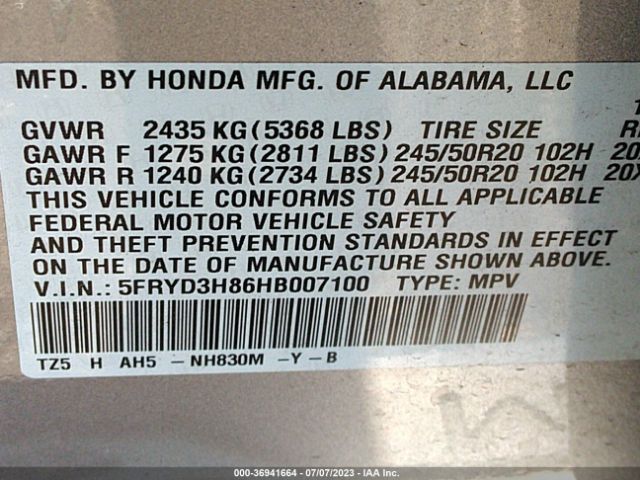 MFD. BY HONDA MFG. OF ALABAMA, LLC
GVWR 2435 KG (5368 LBS) TIRE SIZE
GAWR F 1275 KG (2811 LBS) 245/50R20 102H 20
GAWR R 1240 KG (2734 LBS) 245/50R20 102H 20X
THIS VEHICLE CONFORMS TO ALL APPLICABLE
FEDERAL MOTOR VEHICLE SAFETY
AND THEFT PREVENTION STANDARDS IN EFFECT
ON THE DATE OF MANUFACTURE SHOWN ABOVE.
V.I.N.: 5FRYD3H86HB007100 TYPE: MPV
TZ5 H AH5 - NH830M - Y - B
000-36941664 | 07/07/2023 | IAA Inc.